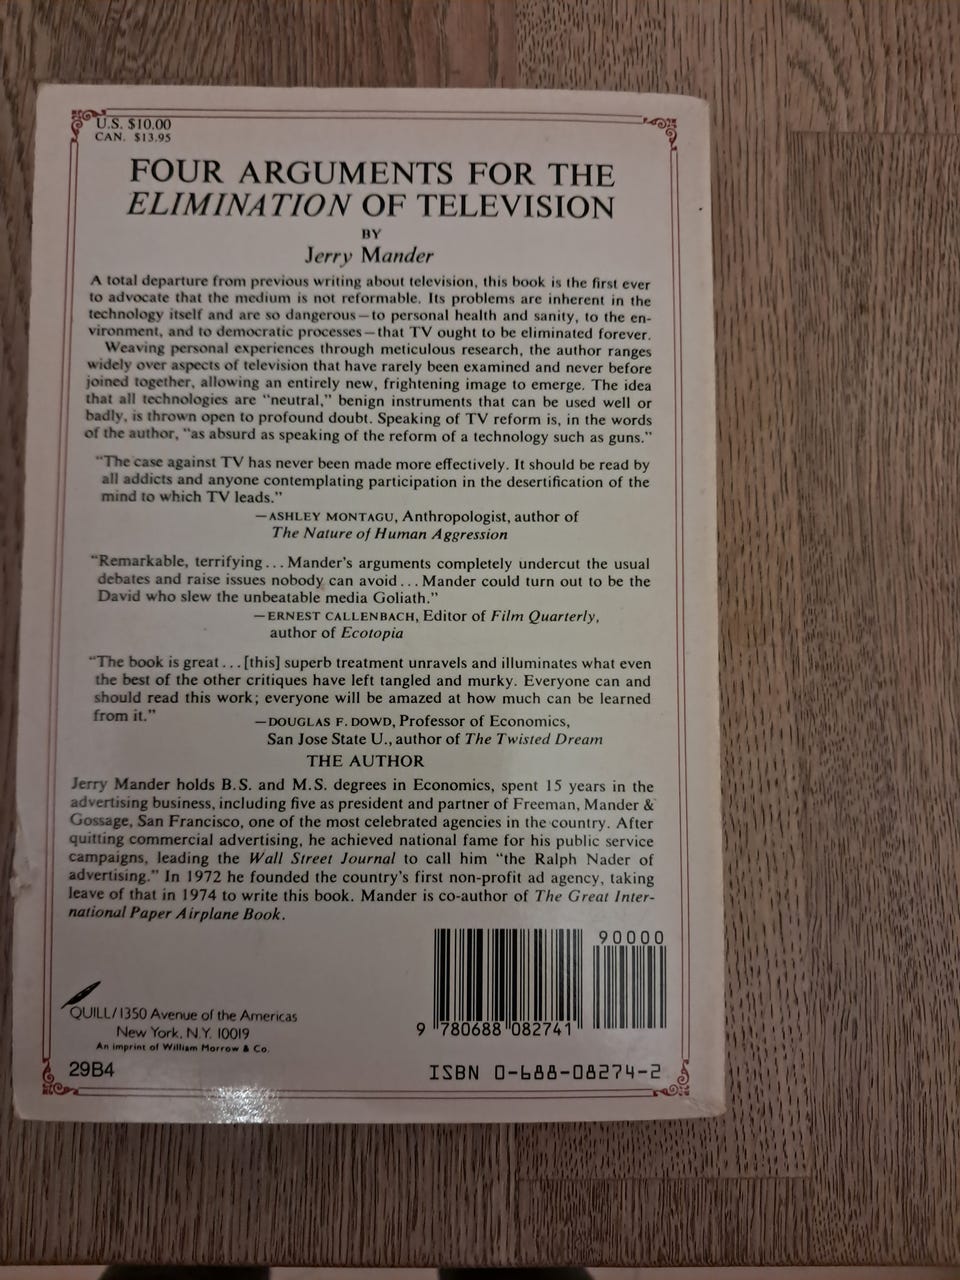 U.S. $10.00
CAN. $13.95
FOUR ARGUMENTS FOR THE
ELIMINATION OF TELEVISION
BY
Jerry Mander
A total departure from previous writing about television, this book is the first ever
to advocate that the medium is not reformable. Its problems are inherent in the
technology itself and are so dangerous—to personal health and sanity, to the en-
vironment, and to democratic processes—that TV ought to be eliminated forever.
Weaving personal experiences through meticulous research, the author ranges
widely over aspects of television that have rarely been examined and never before
joined together, allowing an entirely new, frightening image to emerge. The idea
that all technologies are "neutral," benign instruments that can be used well or
badly, is thrown open to profound doubt. Speaking of TV reform is, in the words
of the author, "as absurd as speaking of the reform of a technology such as guns."
"The case against TV has never been made more effectively. It should be read by
all addicts and anyone contemplating participation in the desertification of the
mind to which TV leads."
—ASHLEY MONTAGU, Anthropologist, author of
The Nature of Human Aggression
"Remarkable, terrifying... Mander's arguments completely undercut the usual
debates and raise issues nobody can avoid... Mander could turn out to be the
David who slew the unbeatable media Goliath."
—ERNEST CALLENBACH, Editor of Film Quarterly,
author of Ecotopia
"The book is great... [this] superb treatment unravels and illuminates what even
the best of the other critiques have left tangled and murky. Everyone can and
should read this work; everyone will be amazed at how much can be learned
from it."
—DOUGLAS F. DOWD, Professor of Economics,
San Jose State U., author of The Twisted Dream
THE AUTHOR
Jerry Mander holds B.S. and M.S. degrees in Economics, spent 15 years in the
advertising business, including five as president and partner of Freeman, Mander &
Gossage, San Francisco, one of the most celebrated agencies in the country. After
quitting commercial advertising, he achieved national fame for his public service
campaigns, leading the Wall Street Journal to call him "the Ralph Nader of
advertising." In 1972 he founded the country's first non-profit ad agency, taking
leave of that in 1974 to write this book. Mander is co-author of The Great Inter-
national Paper Airplane Book.
90000
9 780688 082741
QUILL/1350 Avenue of the Americas
New York, N.Y. 10019
An imprint of William Morrow & Co.
29B4
ISBN 0-688-08274-2